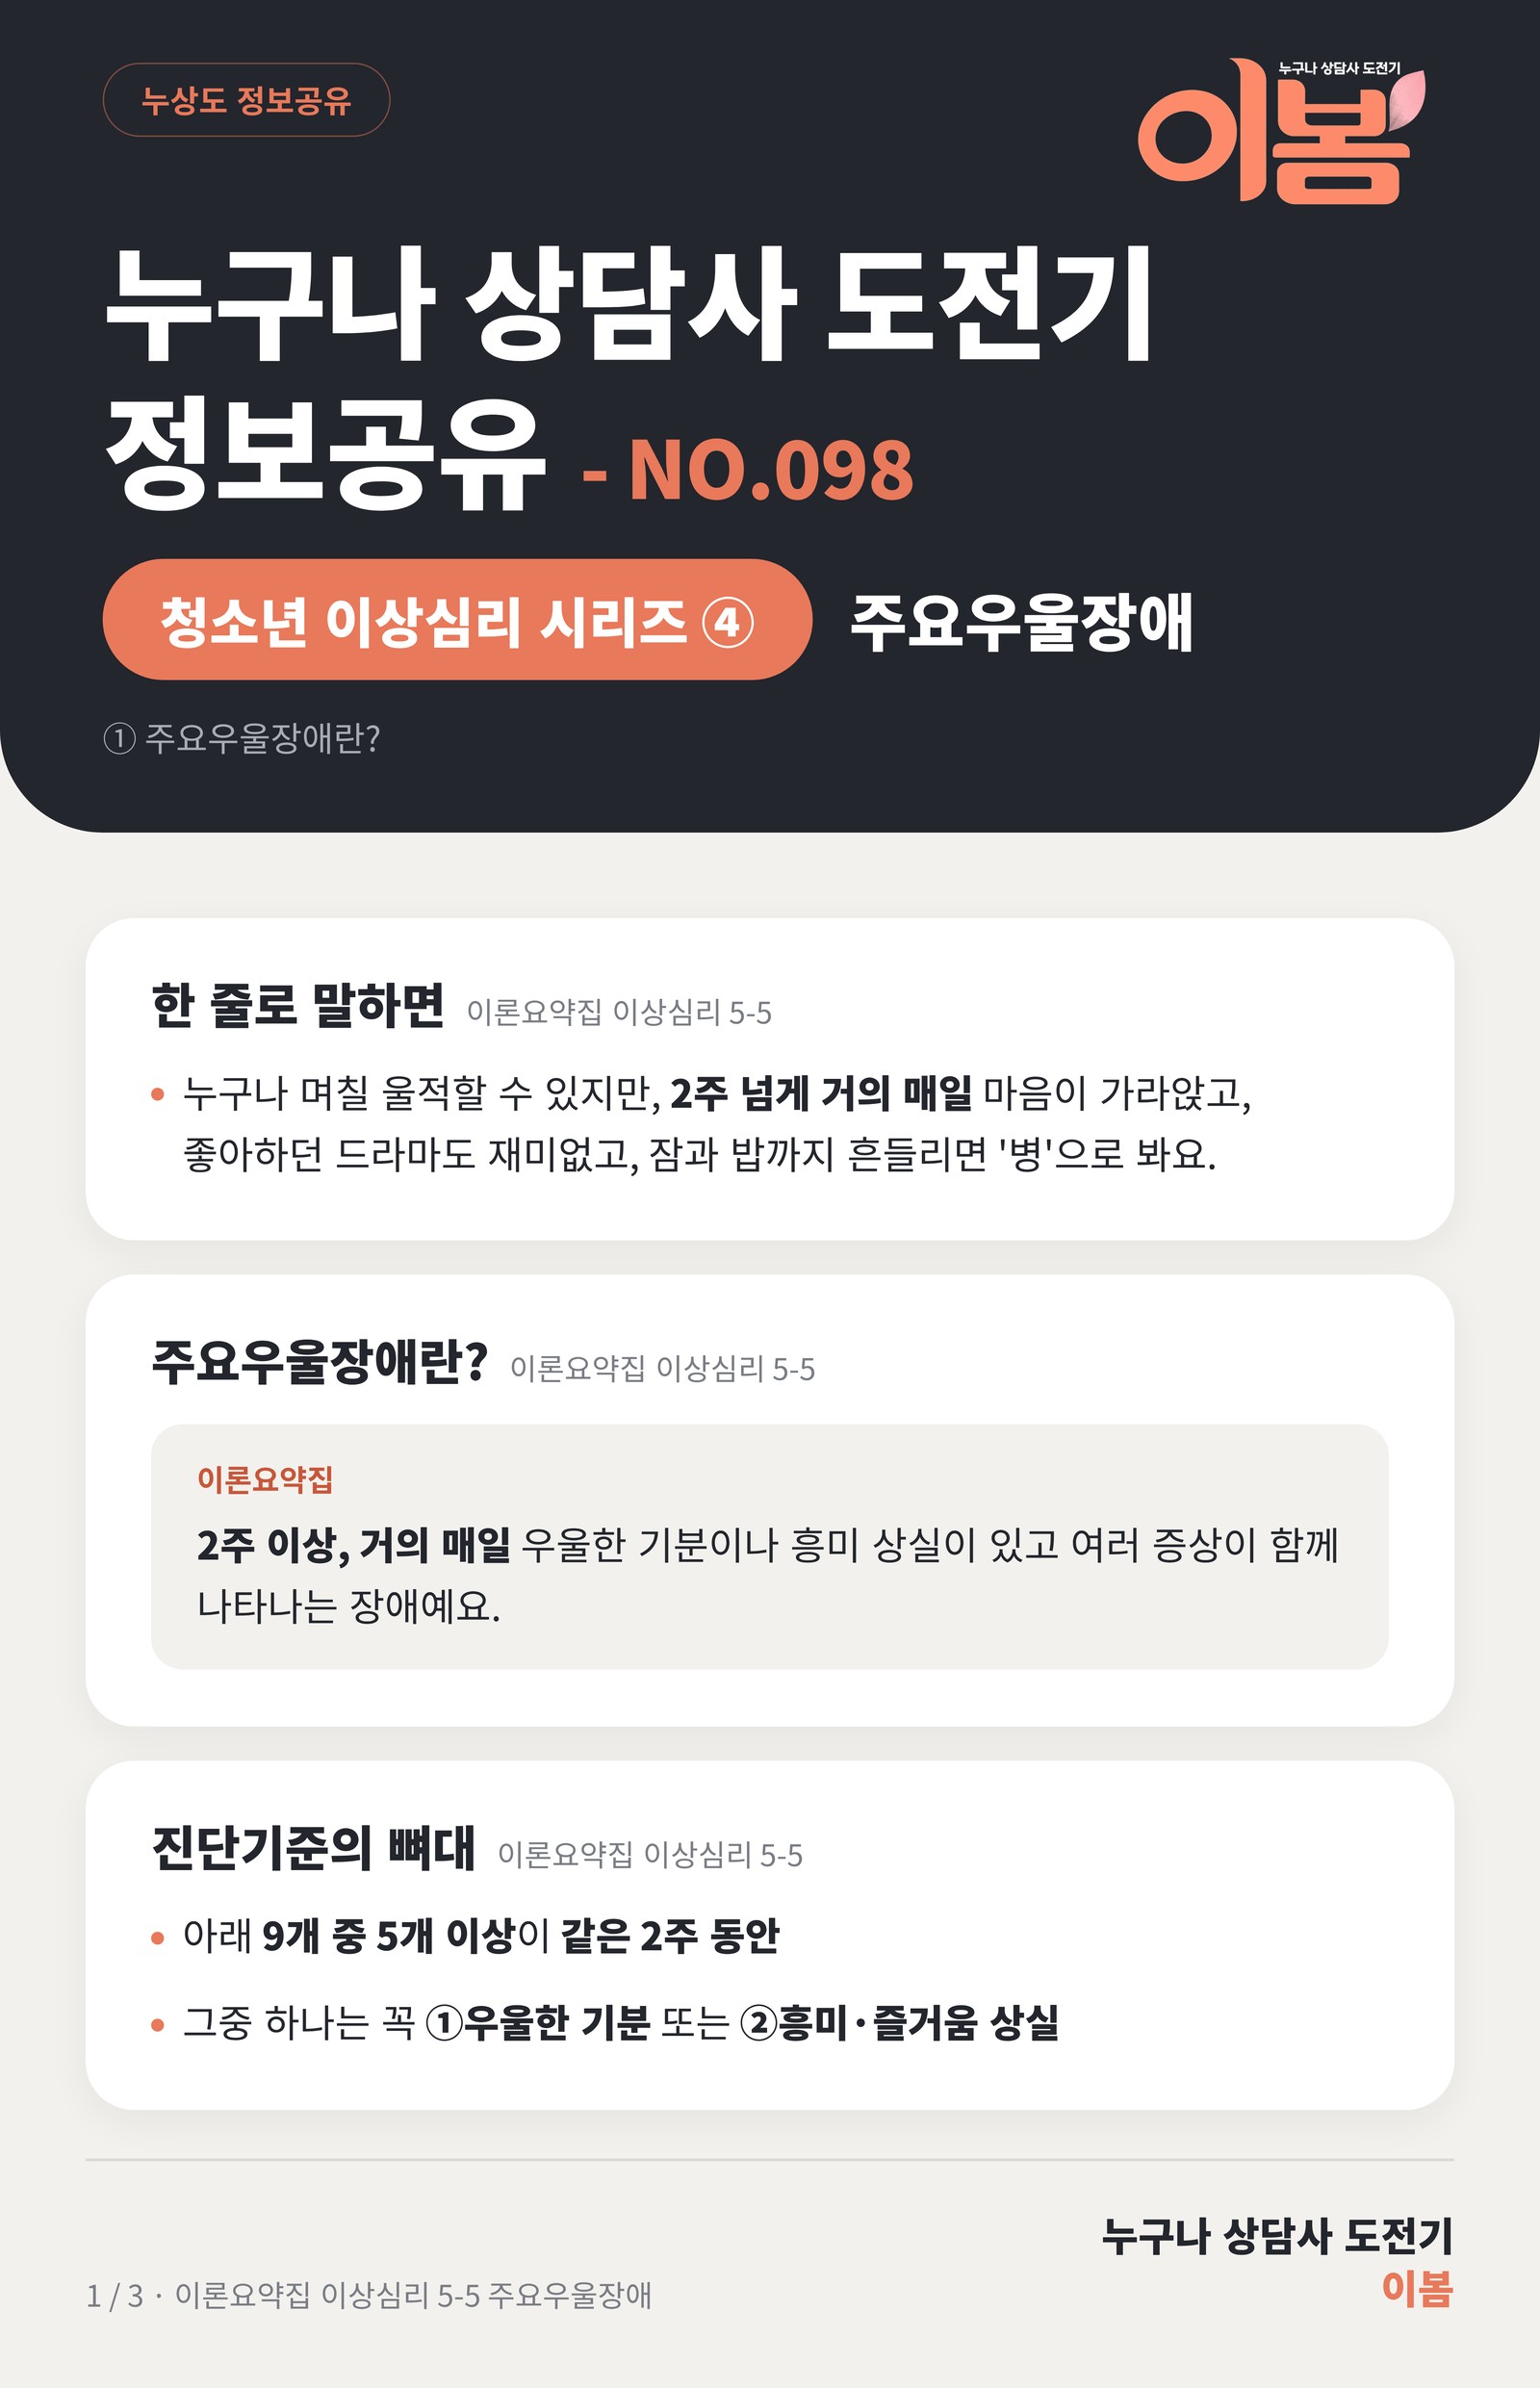 누상도 정보공유
누구나 상담사 도전기
이봄
누구나 상담사 도전기
정보공유 - NO.098
청소년 이상심리 시리즈 ④ 주요우울장애
① 주요우울장애란?
한 줄로 말하면 이론요약집 이상심리 5-5
• 누구나 며칠 울적할 수 있지만, 2주 넘게 거의 매일 마음이 가라앉고,
좋아하던 드라마도 재미없고, 잠과 밥까지 흔들리면 '병'으로 봐요.
주요우울장애란? 이론요약집 이상심리 5-5
이론요약집
2주 이상, 거의 매일 우울한 기분이나 흥미 상실이 있고 여러 증상이 함께
나타나는 장애예요.
진단기준의 뼈대 이론요약집 이상심리 5-5
• 아래 9개 중 5개 이상이 같은 2주 동안
• 그중 하나는 꼭 ①우울한 기분 또는 ②흥미·즐거움 상실
누구나 상담사 도전기
이봄
1 / 3 · 이론요약집 이상심리 5-5 주요우울장애